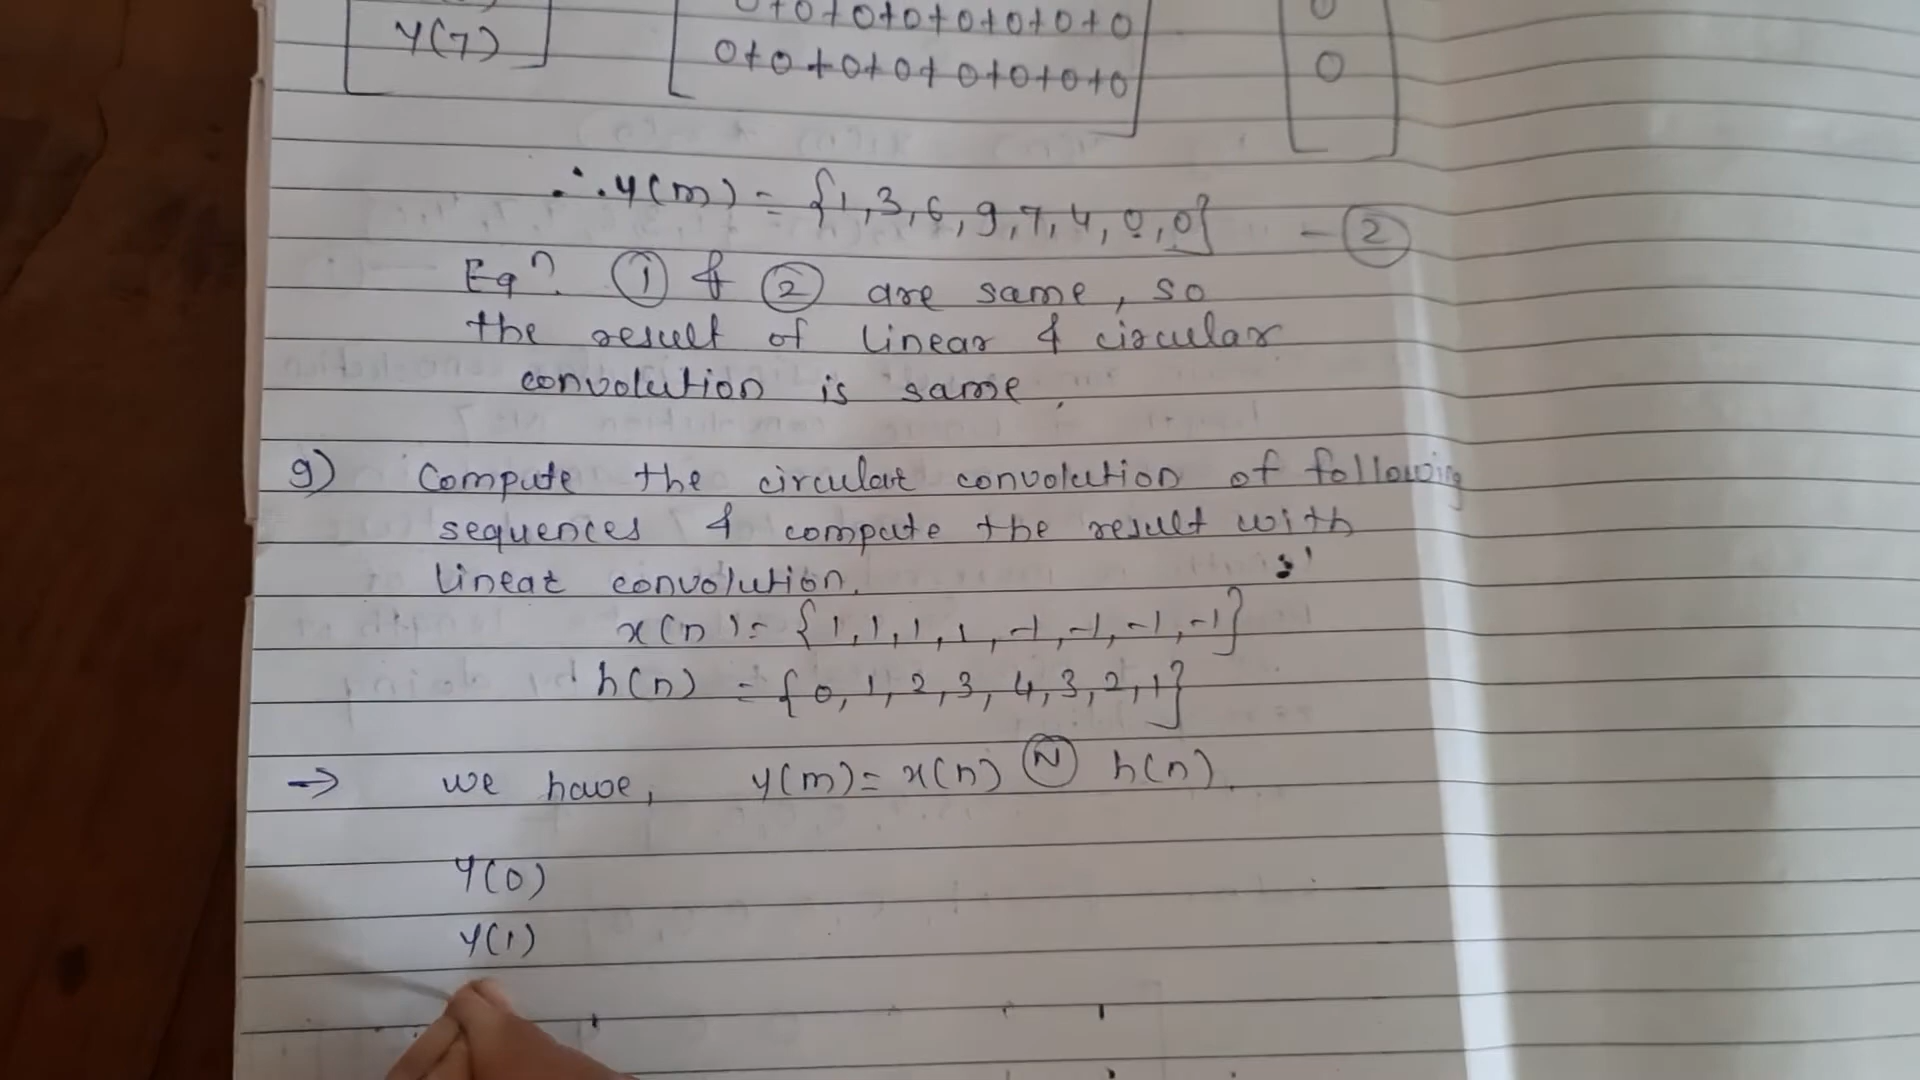 0+0+0+0+0+0+0+0 0
Y(7) 0+0+0+0+0+0+0+0 0
∴ y(m) = {1,3,6,9,7,4,0,0} - ②
Eqⁿ. ① & ② are same, so
the result of linear & circular
convolution is same.
9) Compute the circular convolution of following
sequences & compute the result with
linear convolution.
x(n) = {1,1,1,1,-1,-1,-1,-1}
h(n) = {0,1,2,3,4,3,2,1}
→ we have, y(m) = x(n) Ⓝ h(n).
Y(0)
Y(1)